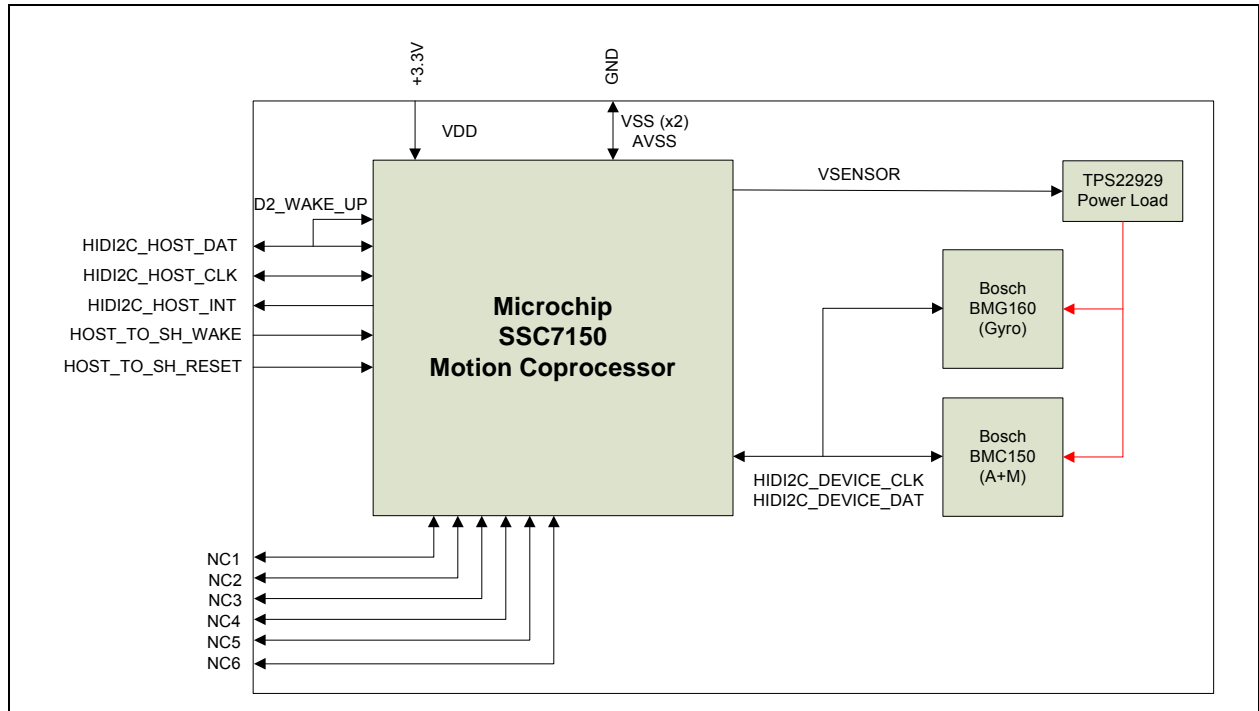 +3.3V
GND
VDD
VSS (x2)
AVSS
VSENSOR
TPS22929
Power Load
D2_WAKE_UP
HIDI2C_HOST_DAT
HIDI2C_HOST_CLK
HIDI2C_HOST_INT
HOST_TO_SH_WAKE
HOST_TO_SH_RESET
Microchip
SSC7150
Motion Coprocessor
Bosch
BMG160
(Gyro)
Bosch
BMC150
(A+M)
HIDI2C_DEVICE_CLK
HIDI2C_DEVICE_DAT
NC1
NC2
NC3
NC4
NC5
NC6